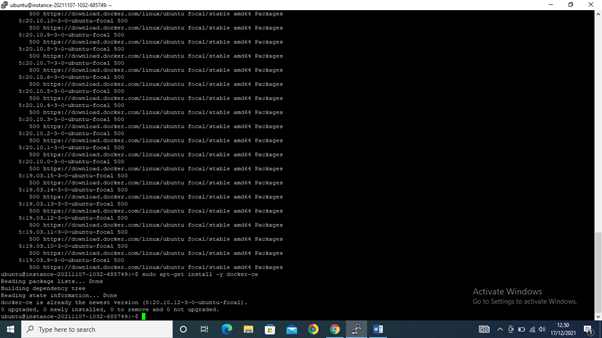 ubuntu@instance-20211107-1032-685749: ~
500 https://download.docker.com/linux/ubuntu focal/stable amd64 Packages
5:20.10.10~3-0~ubuntu-focal 500
500 https://download.docker.com/linux/ubuntu focal/stable amd64 Packages
5:20.10.9~3-0~ubuntu-focal 500
500 https://download.docker.com/linux/ubuntu focal/stable amd64 Packages
5:20.10.8~3-0~ubuntu-focal 500
500 https://download.docker.com/linux/ubuntu focal/stable amd64 Packages
5:20.10.7~3-0~ubuntu-focal 500
500 https://download.docker.com/linux/ubuntu focal/stable amd64 Packages
5:20.10.6~3-0~ubuntu-focal 500
500 https://download.docker.com/linux/ubuntu focal/stable amd64 Packages
5:20.10.5~3-0~ubuntu-focal 500
500 https://download.docker.com/linux/ubuntu focal/stable amd64 Packages
5:20.10.4~3-0~ubuntu-focal 500
500 https://download.docker.com/linux/ubuntu focal/stable amd64 Packages
5:20.10.3~3-0~ubuntu-focal 500
500 https://download.docker.com/linux/ubuntu focal/stable amd64 Packages
5:20.10.2~3-0~ubuntu-focal 500
500 https://download.docker.com/linux/ubuntu focal/stable amd64 Packages
5:20.10.1~3-0~ubuntu-focal 500
500 https://download.docker.com/linux/ubuntu focal/stable amd64 Packages
5:20.10.0~3-0~ubuntu-focal 500
500 https://download.docker.com/linux/ubuntu focal/stable amd64 Packages
5:19.03.15~3-0~ubuntu-focal 500
500 https://download.docker.com/linux/ubuntu focal/stable amd64 Packages
5:19.03.14~3-0~ubuntu-focal 500
500 https://download.docker.com/linux/ubuntu focal/stable amd64 Packages
5:19.03.13~3-0~ubuntu-focal 500
500 https://download.docker.com/linux/ubuntu focal/stable amd64 Packages
5:19.03.12~3-0~ubuntu-focal 500
500 https://download.docker.com/linux/ubuntu focal/stable amd64 Packages
5:19.03.11~3-0~ubuntu-focal 500
500 https://download.docker.com/linux/ubuntu focal/stable amd64 Packages
5:19.03.10~3-0~ubuntu-focal 500
500 https://download.docker.com/linux/ubuntu focal/stable amd64 Packages
5:19.03.9~3-0~ubuntu-focal 500
500 https://download.docker.com/linux/ubuntu focal/stable amd64 Packages
ubuntu@instance-20211107-1032-685749:~$ sudo apt-get install -y docker-ce
Reading package lists... Done
Building dependency tree
Reading state information... Done
docker-ce is already the newest version (5:20.10.12~3-0~ubuntu-focal).
0 upgraded, 0 newly installed, 0 to remove and 0 not upgraded.
ubuntu@instance-20211107-1032-685749:~$
Activate Windows
Go to Settings to activate Windows.
Type here to search
12.50
17/12/2021